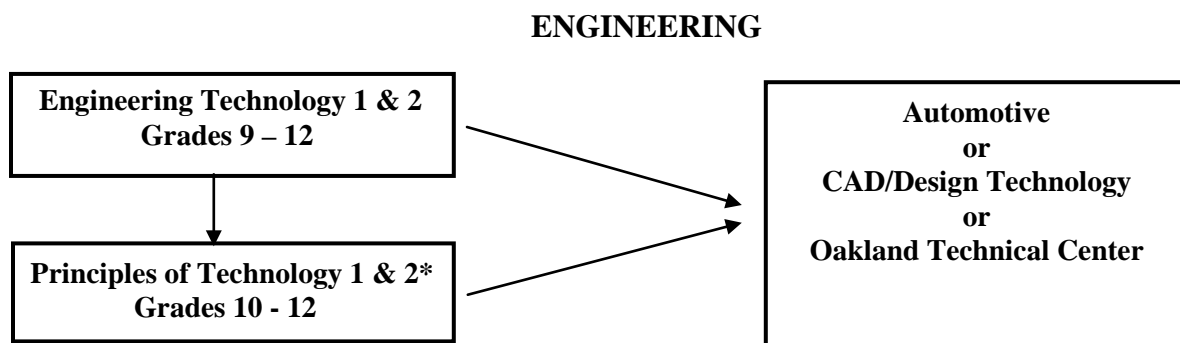 ENGINEERING
Engineering Technology 1 & 2
Grades 9 – 12
Principles of Technology 1 & 2*
Grades 10 - 12
Automotive
or
CAD/Design Technology
or
Oakland Technical Center